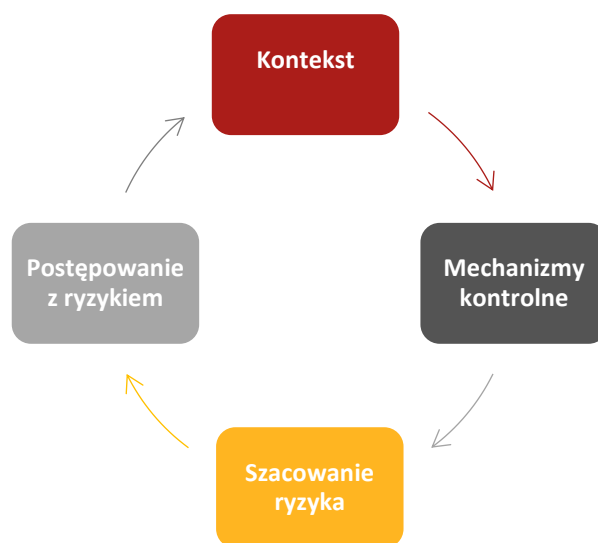 Kontekst
Mechanizmy
kontrolne
Szacowanie
ryzyka
Postępowanie
z ryzykiem